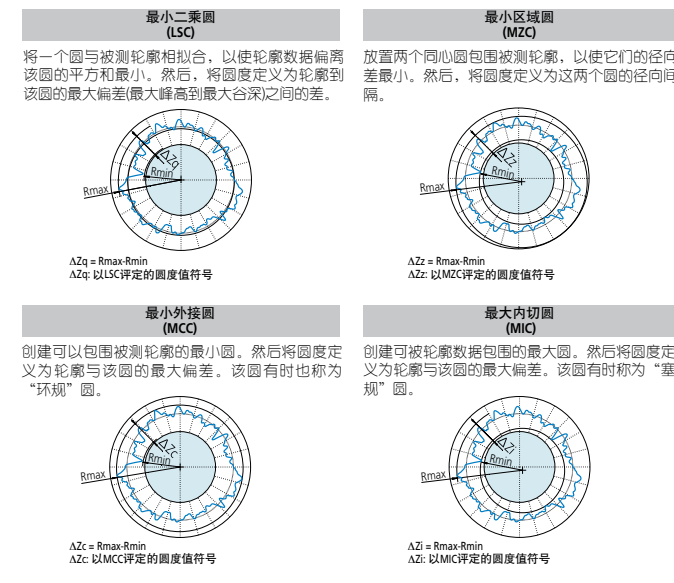 最小二乘圆
(LSC)
将一个圆与被测轮廓相拟合，以使轮廓数据偏离
该圆的平方和最小。然后，将圆度定义为轮廓到
该圆的最大偏差(最大峰高到最大谷深)之间的差。
ΔZq
Rmin
Rmax
ΔZq = Rmax-Rmin
ΔZq: 以LSC评定的圆度值符号
最小区域圆
(MZC)
放置两个同心圆包围被测轮廓，以使它们的径向
差最小。然后，将圆度定义为这两个圆的径向间
隔。
ΔZz
Rmin
Rmax
ΔZz = Rmax-Rmin
ΔZz: 以MZC评定的圆度值符号
最小外接圆
(MCC)
创建可以包围被测轮廓的最小圆。然后将圆度定
义为轮廓与该圆的最大偏差。该圆有时也称为
“环规”圆。
ΔZc
Rmin
Rmax
ΔZc = Rmax-Rmin
ΔZc: 以MCC评定的圆度值符号
最大内切圆
(MIC)
创建可被轮廓数据包围的最大圆。然后将圆度定
义为轮廓与该圆的最大偏差。该圆有时称为“塞
规”圆。
ΔZi
Rmin
Rmax
ΔZi = Rmax-Rmin
ΔZi: 以MIC评定的圆度值符号